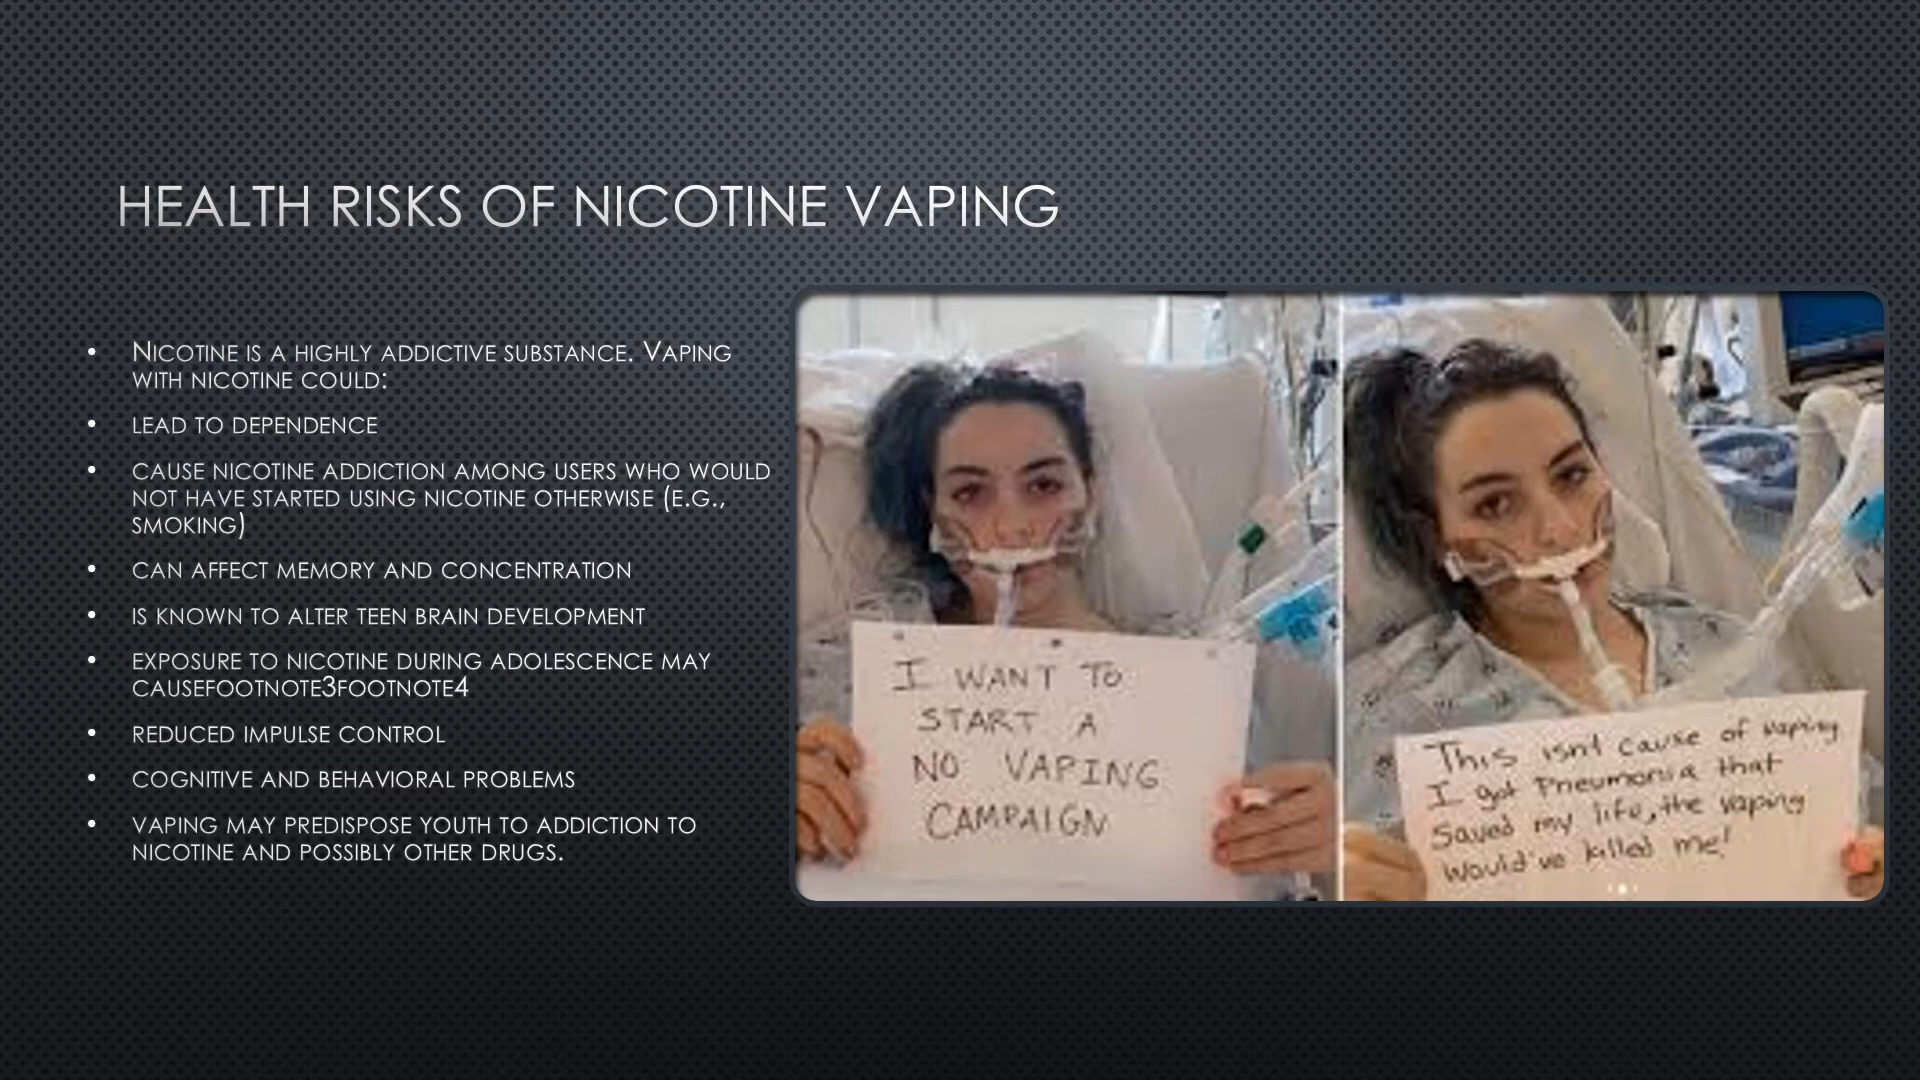 HEALTH RISKS OF NICOTINE VAPING
• NICOTINE IS A HIGHLY ADDICTIVE SUBSTANCE. VAPING
WITH NICOTINE COULD:
• LEAD TO DEPENDENCE
• CAUSE NICOTINE ADDICTION AMONG USERS WHO WOULD
NOT HAVE STARTED USING NICOTINE OTHERWISE (E.G.,
SMOKING)
• CAN AFFECT MEMORY AND CONCENTRATION
• IS KNOWN TO ALTER TEEN BRAIN DEVELOPMENT
• EXPOSURE TO NICOTINE DURING ADOLESCENCE MAY
CAUSEFOOTNOTE3FOOTNOTE4
• REDUCED IMPULSE CONTROL
• COGNITIVE AND BEHAVIORAL PROBLEMS
• VAPING MAY PREDISPOSE YOUTH TO ADDICTION TO
NICOTINE AND POSSIBLY OTHER DRUGS.
I WANT TO
START A
NO VAPING
CAMPAIGN
This isnt cause of vaping
I got Pneumonia that
saved my life, the vaping
would've killed me!